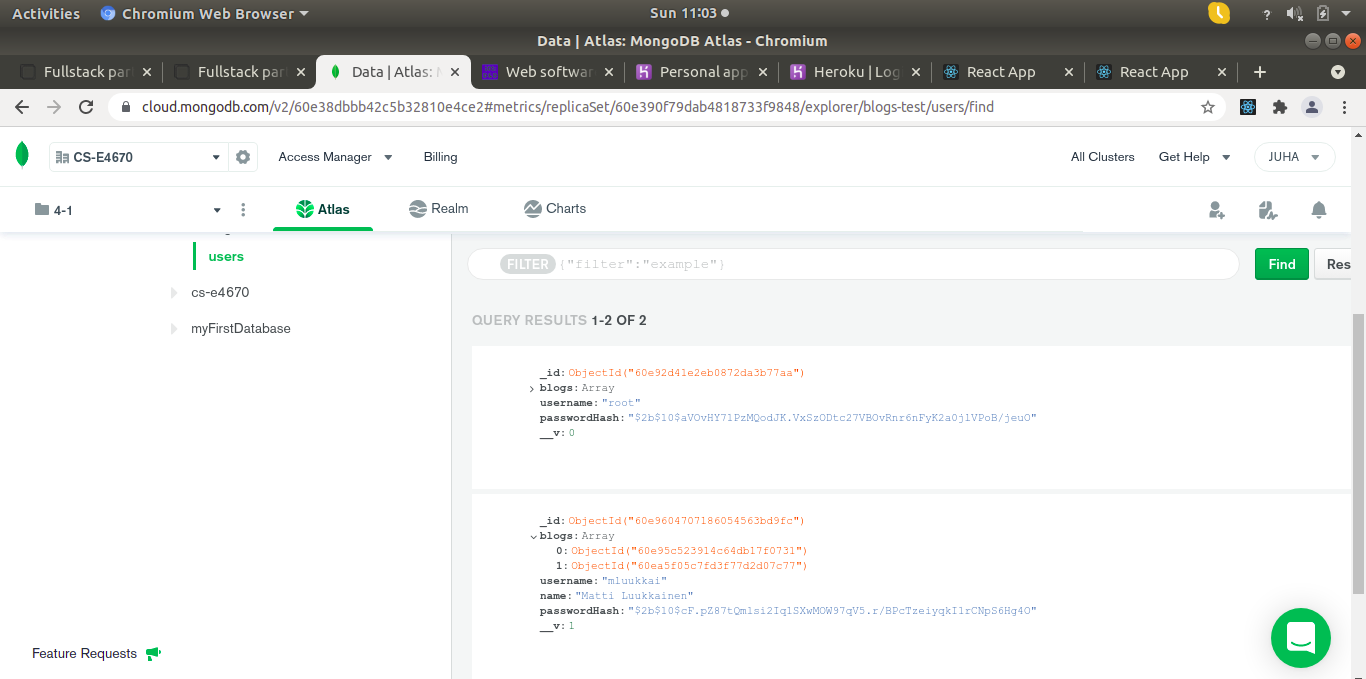 Activities Chromium Web Browser Sun 11:03 ?
Data | Atlas: MongoDB Atlas - Chromium
Fullstack par Fullstack par Data | Atlas: M Web softwar Personal app Heroku | Log React App React App
cloud.mongodb.com/v2/60e38dbbb42c5b32810e4ce2#metrics/replicaSet/60e390f79dab4818733f9848/explorer/blogs-test/users/find
CS-E4670 Access Manager Billing All Clusters Get Help JUHA
4-1 Atlas Realm Charts
users
cs-e4670
myFirstDatabase
Feature Requests
FILTER {"filter":"example"} Find Res
QUERY RESULTS 1-2 OF 2
_id: ObjectId("60e92d41e2eb0872da3b77aa")
blogs: Array
username: "root"
passwordHash: "$2b$10$aVOvHY71PzMQodJK.VxSzODtc27VBOvRnr6nFyK2a0jlVPoB/jeuO"
__v: 0
_id: ObjectId("60e9604707186054563bd9fc")
blogs: Array
0: ObjectId("60e95c523914c64db17f0731")
1: ObjectId("60ea5f05c7fd3f77d2d07c77")
username: "mluukkai"
name: "Matti Luukkainen"
passwordHash: "$2b$10$cF.pZ87tQmlsi2Iq1SXwMOW97qV5.r/BPcTzeiyqkI1rCNpS6Hg4O"
__v: 1